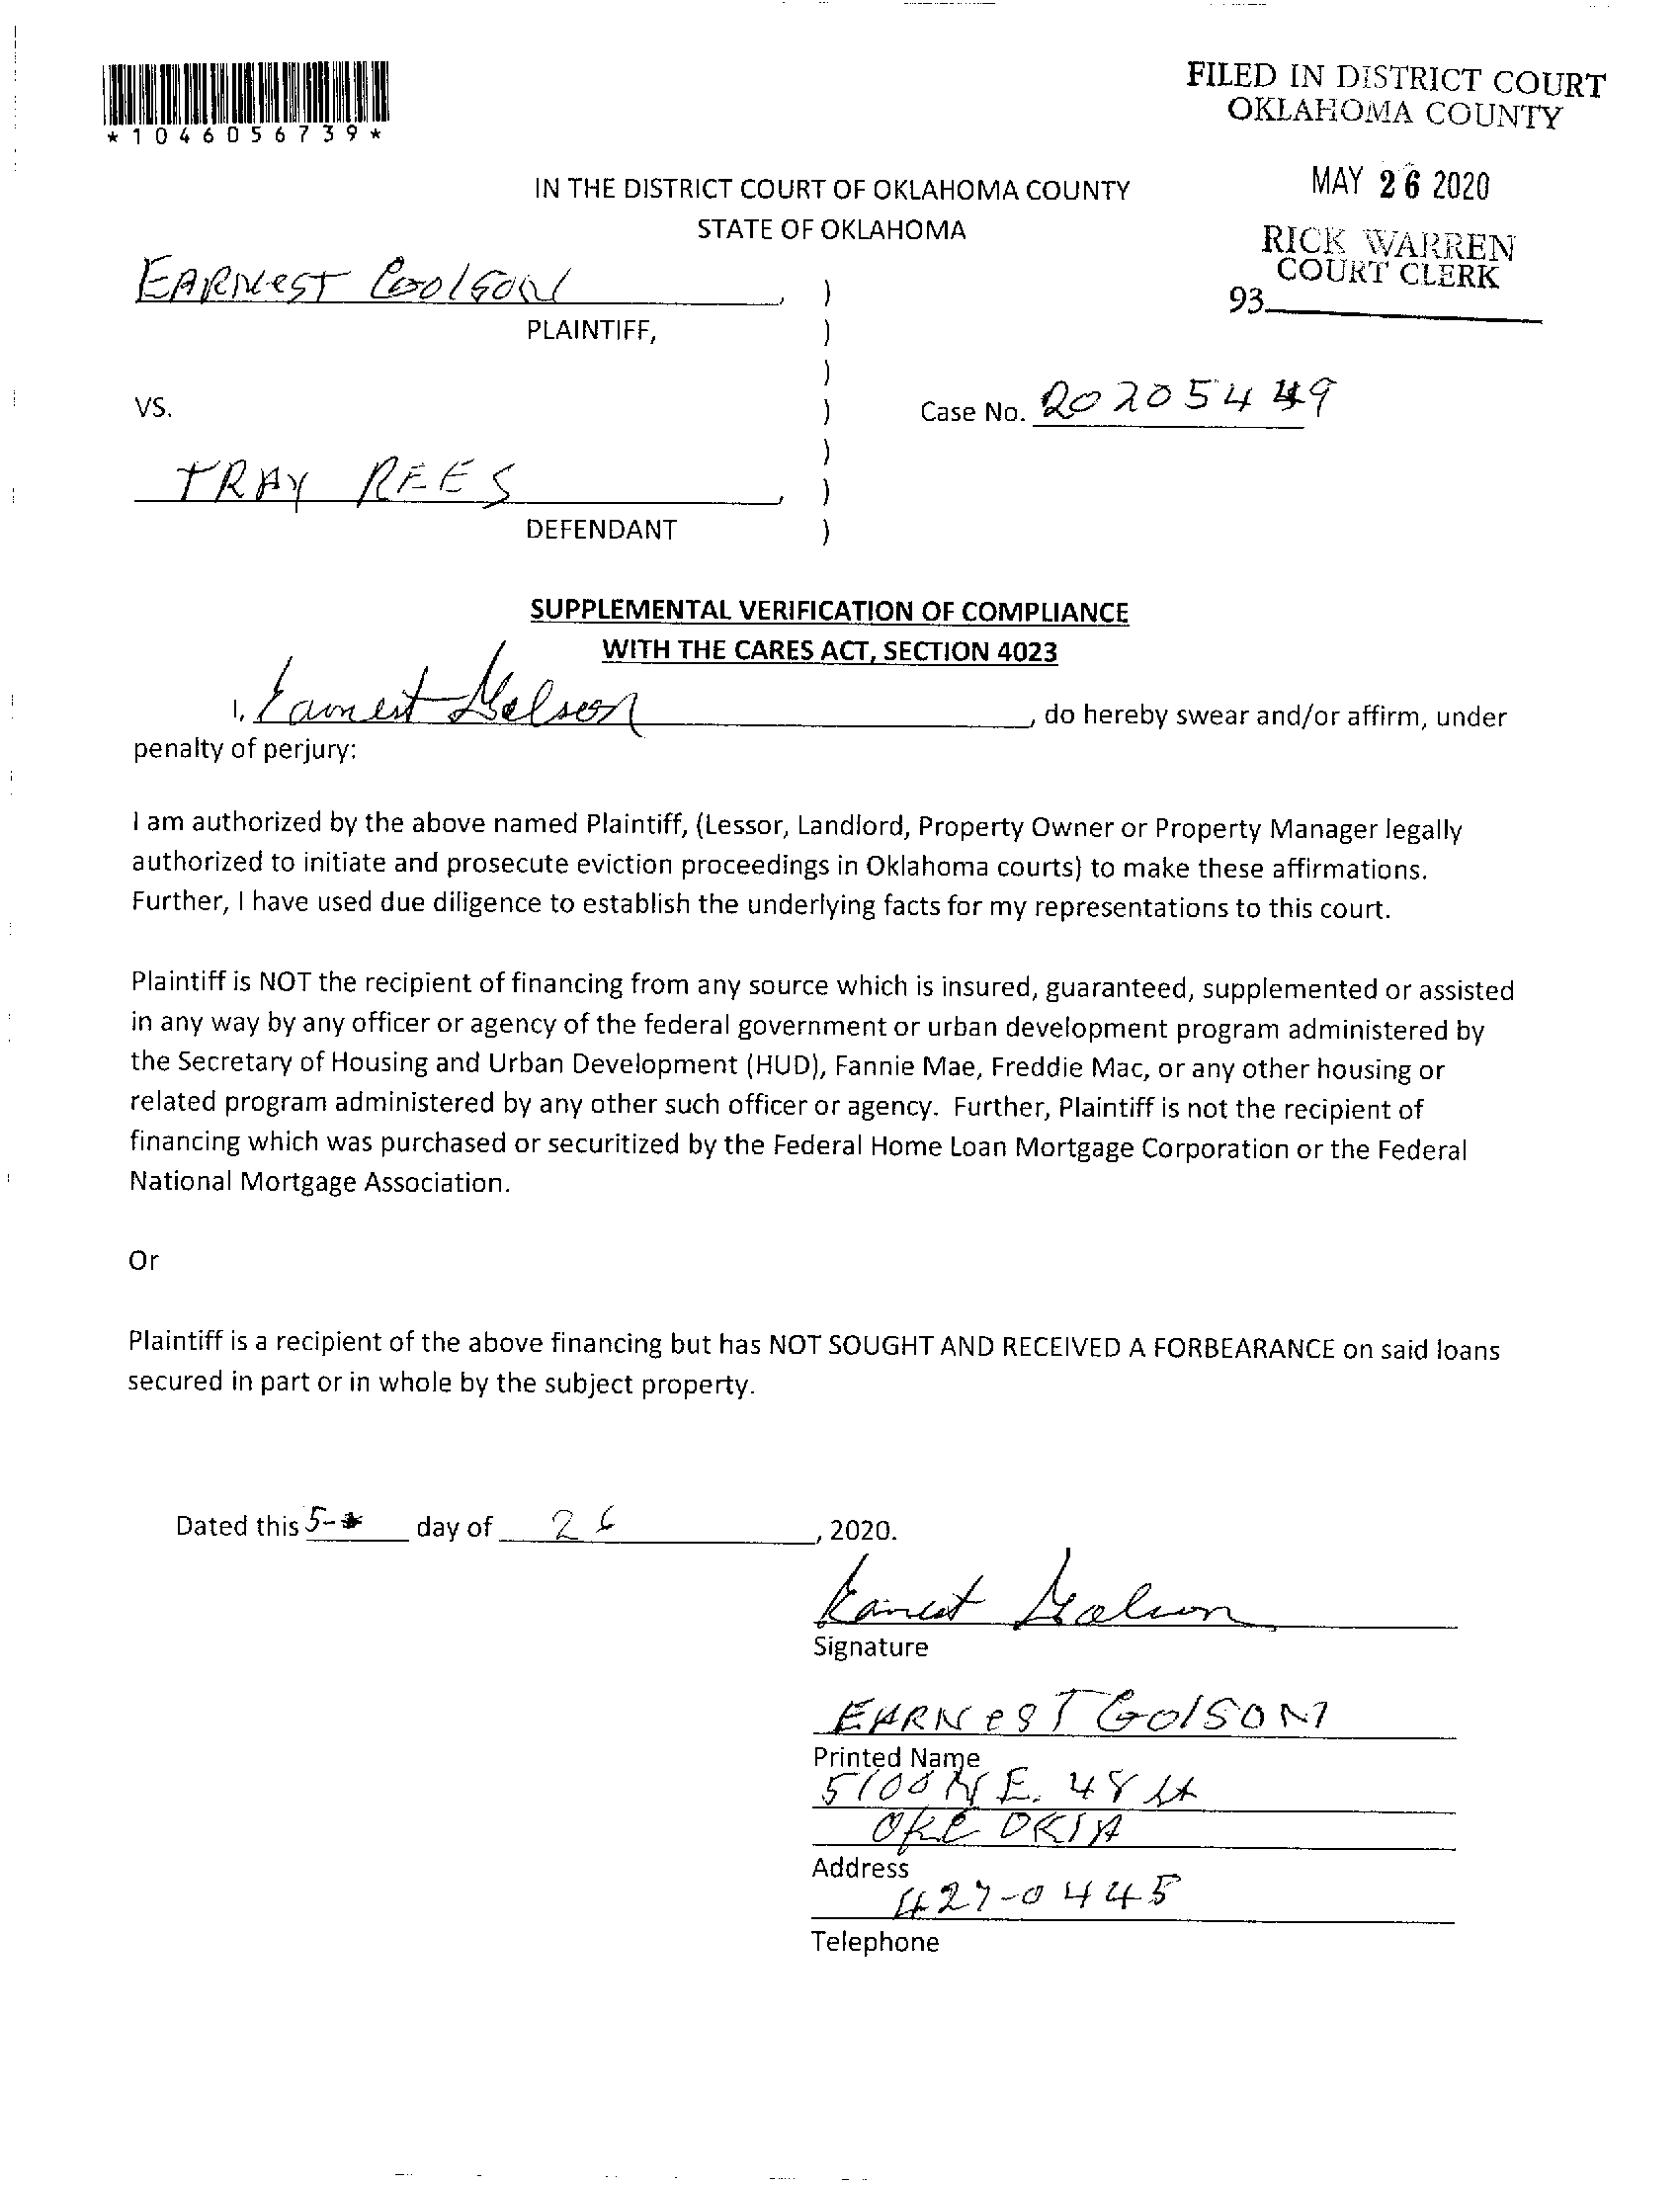 *1046056739*
FILED IN DISTRICT COURT
OKLAHOMA COUNTY
MAY 26 2020
RICK WARREN
COURT CLERK
93
IN THE DISTRICT COURT OF OKLAHOMA COUNTY
STATE OF OKLAHOMA
EARNEST GOlSON, )
PLAINTIFF, )
)
VS. ) Case No. 20205449
)
TRAY REES, )
DEFENDANT )
SUPPLEMENTAL VERIFICATION OF COMPLIANCE
WITH THE CARES ACT, SECTION 4023
I, Earnest Golson, do hereby swear and/or affirm, under
penalty of perjury:
I am authorized by the above named Plaintiff, (Lessor, Landlord, Property Owner or Property Manager legally
authorized to initiate and prosecute eviction proceedings in Oklahoma courts) to make these affirmations.
Further, I have used due diligence to establish the underlying facts for my representations to this court.
Plaintiff is NOT the recipient of financing from any source which is insured, guaranteed, supplemented or assisted
in any way by any officer or agency of the federal government or urban development program administered by
the Secretary of Housing and Urban Development (HUD), Fannie Mae, Freddie Mac, or any other housing or
related program administered by any other such officer or agency. Further, Plaintiff is not the recipient of
financing which was purchased or securitized by the Federal Home Loan Mortgage Corporation or the Federal
National Mortgage Association.
Or
Plaintiff is a recipient of the above financing but has NOT SOUGHT AND RECEIVED A FORBEARANCE on said loans
secured in part or in whole by the subject property.
Dated this 5- day of 26, 2020.
Earnest Golson
Signature
EARNesT GolSON
Printed Name
5100 N E. 48 st
OKC OKlA
Address
427-0445
Telephone